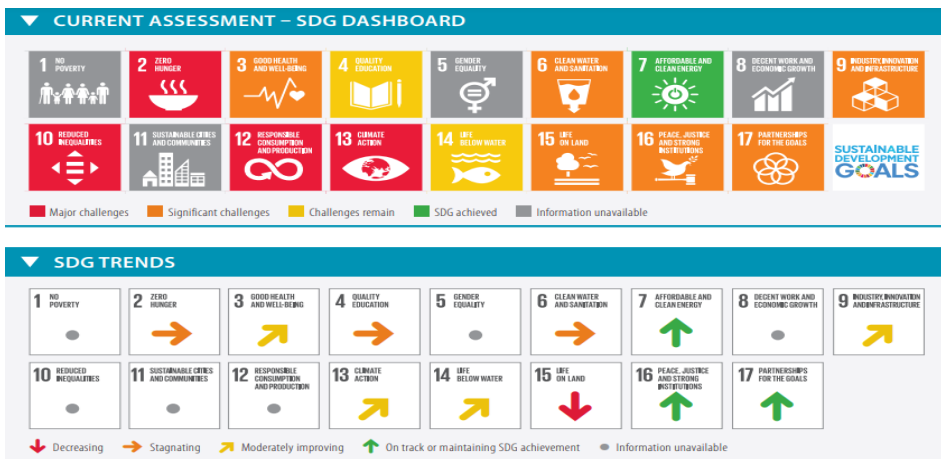 CURRENT ASSESSMENT – SDG DASHBOARD
1 NO POVERTY
2 ZERO HUNGER
3 GOOD HEALTH AND WELL-BEING
4 QUALITY EDUCATION
5 GENDER EQUALITY
6 CLEAN WATER AND SANITATION
7 AFFORDABLE AND CLEAN ENERGY
8 DECENT WORK AND ECONOMIC GROWTH
9 INDUSTRY, INNOVATION AND INFRASTRUCTURE
10 REDUCED INEQUALITIES
11 SUSTAINABLE CITIES AND COMMUNITIES
12 RESPONSIBLE CONSUMPTION AND PRODUCTION
13 CLIMATE ACTION
14 LIFE BELOW WATER
15 LIFE ON LAND
16 PEACE, JUSTICE AND STRONG INSTITUTIONS
17 PARTNERSHIPS FOR THE GOALS
SUSTAINABLE
DEVELOPMENT
GOALS
Major challenges Significant challenges Challenges remain SDG achieved Information unavailable
SDG TRENDS
1 NO POVERTY
2 ZERO HUNGER
3 GOOD HEALTH AND WELL-BEING
4 QUALITY EDUCATION
5 GENDER EQUALITY
6 CLEAN WATER AND SANITATION
7 AFFORDABLE AND CLEAN ENERGY
8 DECENT WORK AND ECONOMIC GROWTH
9 INDUSTRY, INNOVATION AND INFRASTRUCTURE
10 REDUCED INEQUALITIES
11 SUSTAINABLE CITIES AND COMMUNITIES
12 RESPONSIBLE CONSUMPTION AND PRODUCTION
13 CLIMATE ACTION
14 LIFE BELOW WATER
15 LIFE ON LAND
16 PEACE, JUSTICE AND STRONG INSTITUTIONS
17 PARTNERSHIPS FOR THE GOALS
Decreasing Stagnating Moderately improving On track or maintaining SDG achievement Information unavailable